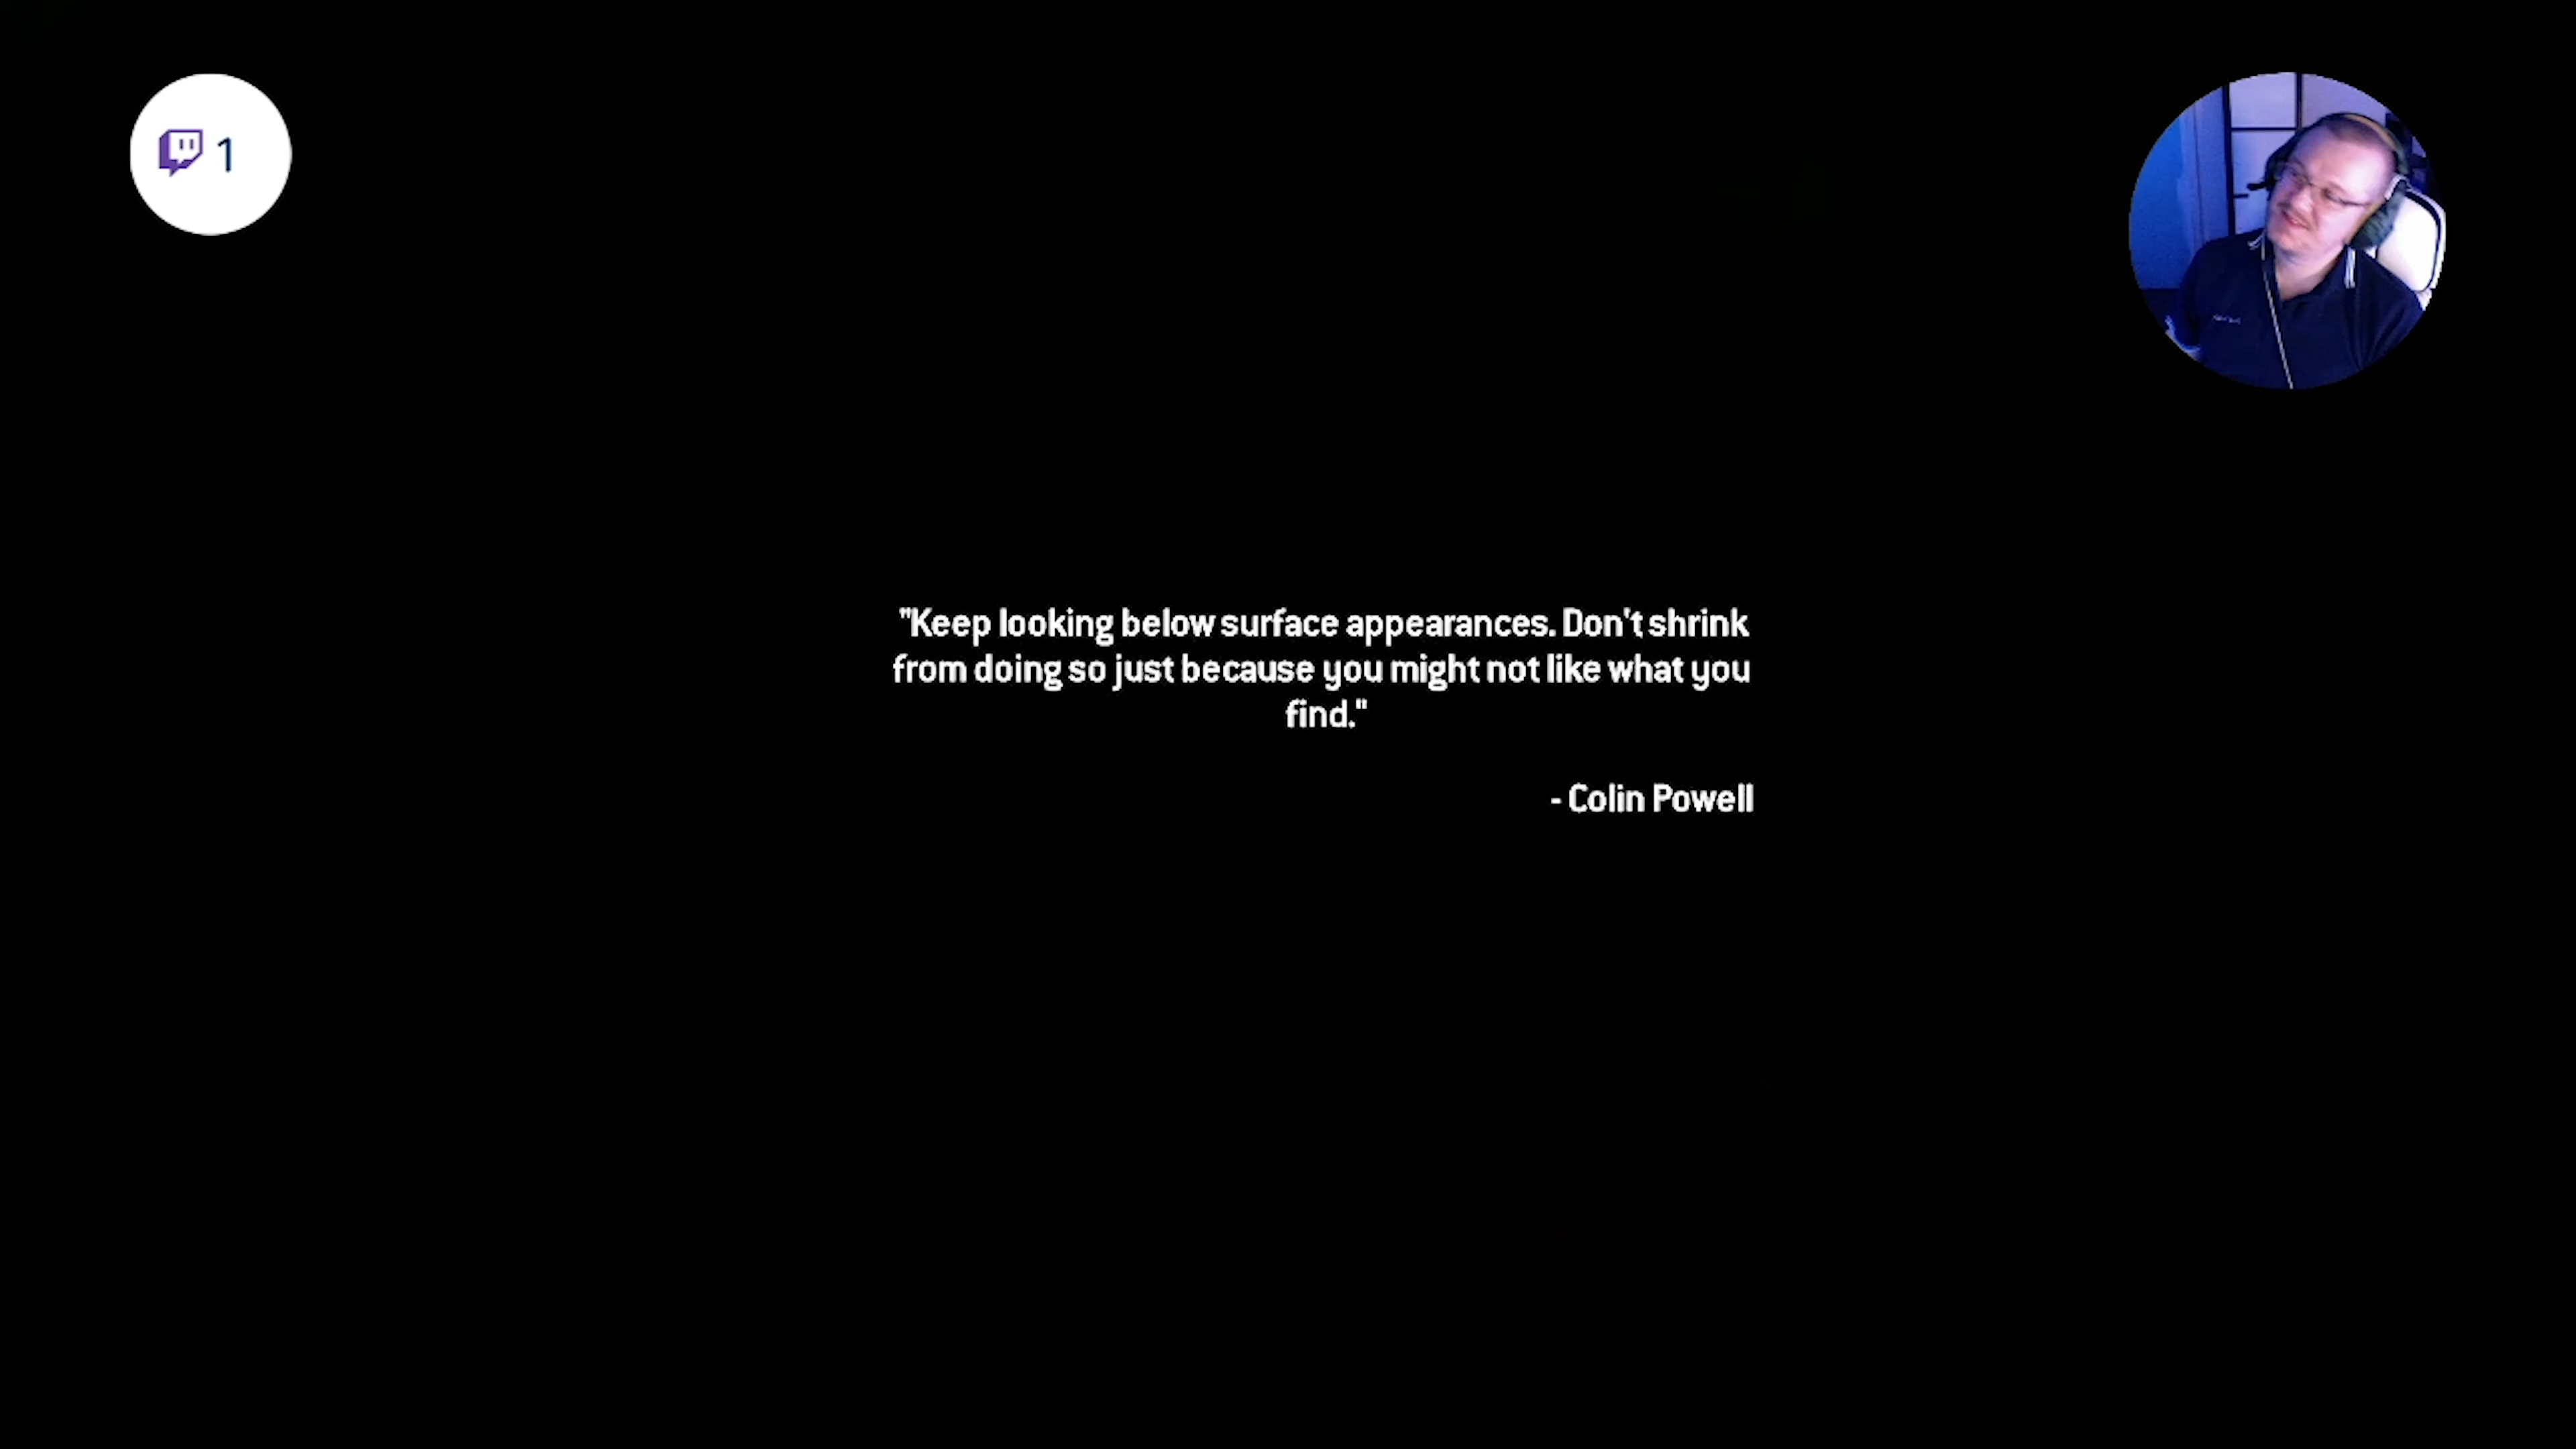 1
"Keep looking below surface appearances. Don't shrink
from doing so just because you might not like what you
find."
- Colin Powell